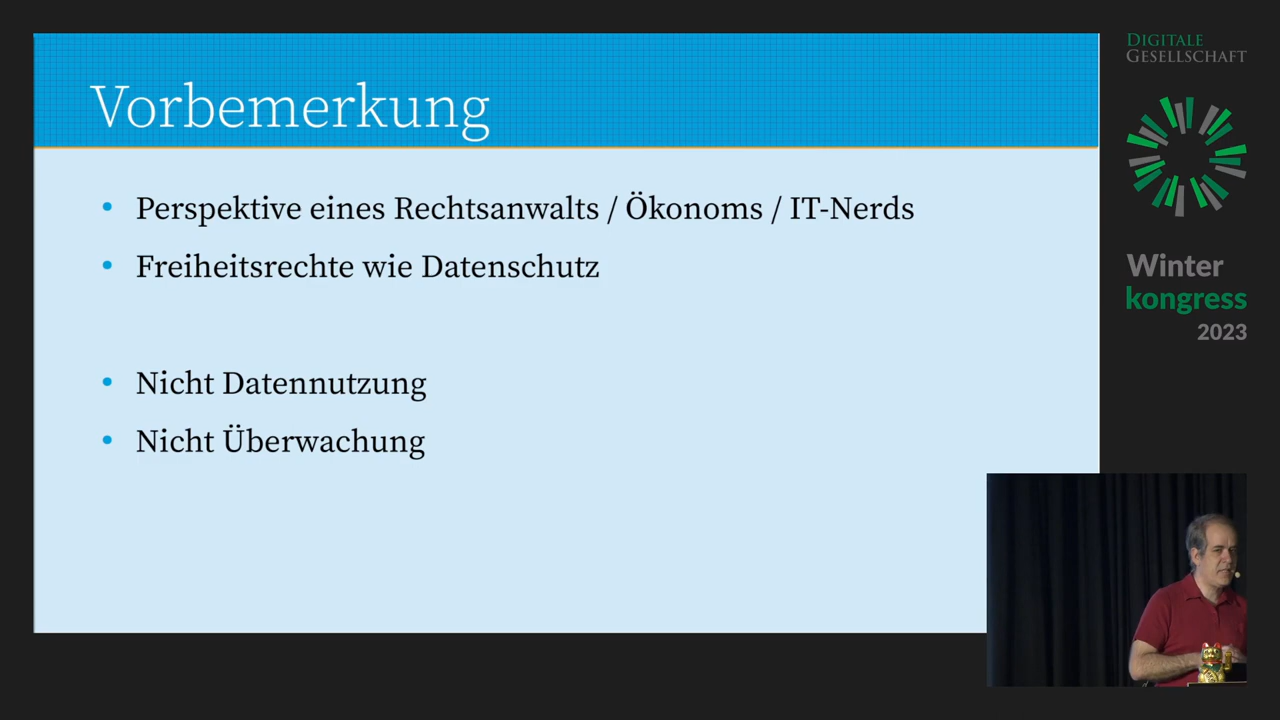 Vorbemerkung
Perspektive eines Rechtsanwalts / Ökonoms / IT-Nerds
Freiheitsrechte wie Datenschutz
Nicht Datennutzung
Nicht Überwachung
DIGITALE
GESELLSCHAFT
Winter
kongress
2023